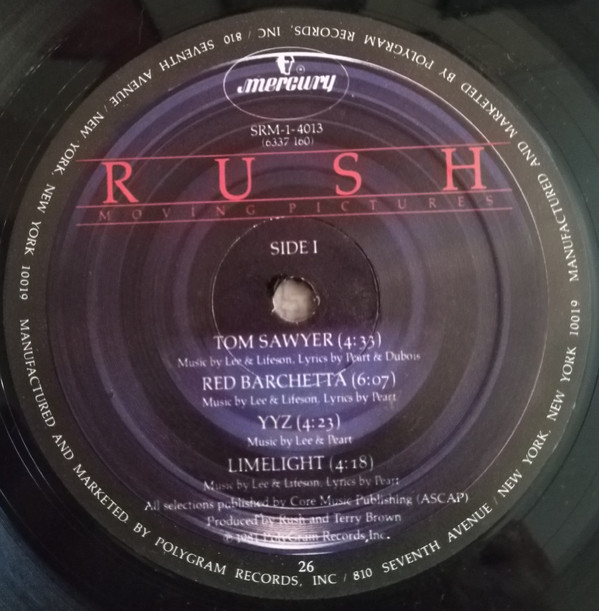 mercury
SRM-1-4013
(6337 160)
RUSH
MOVING PICTURES
SIDE 1
TOM SAWYER (4:33)
Music by Lee & Lifeson, Lyrics by Peart & Dubois
RED BARCHETTA (6:07)
Music by Lee & Lifeson, Lyrics by Peart
YYZ (4:23)
Music by Lee & Peart
LIMELIGHT (4:18)
Music by Lee & Lifeson, Lyrics by Peart
All selections published by Core Music Publishing (ASCAP)
Produced by Rush and Terry Brown
℗ 1981 PolyGram Records, Inc.
26
MANUFACTURED AND MARKETED BY POLYGRAM RECORDS, INC / 810 SEVENTH AVENUE / NEW YORK, NEW YORK 10019
MANUFACTURED AND MARKETED BY POLYGRAM RECORDS, INC / 810 SEVENTH AVENUE / NEW YORK, NEW YORK 10019